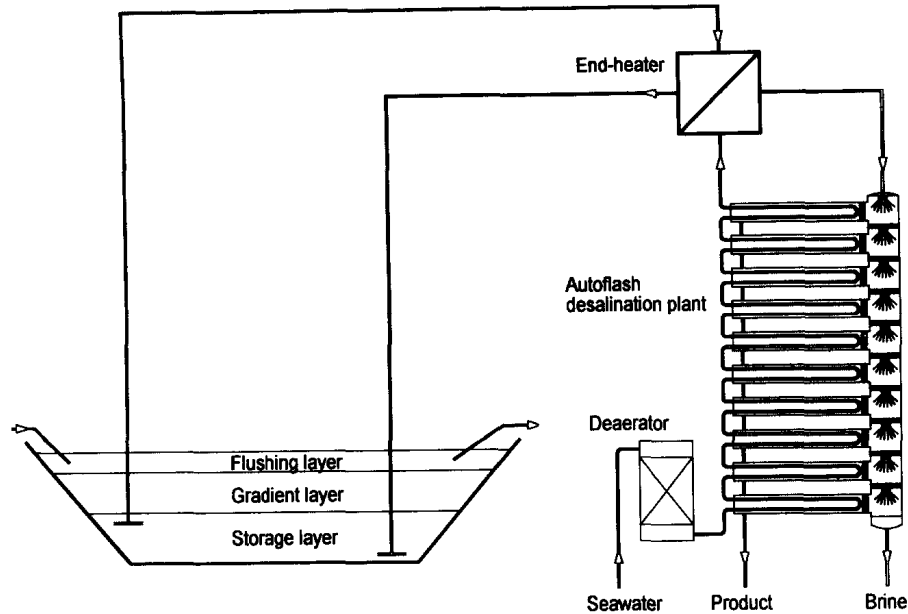 End-heater
Autoflash
desalination plant
Deaerator
Flushing layer
Gradient layer
Storage layer
Seawater
Product
Brine